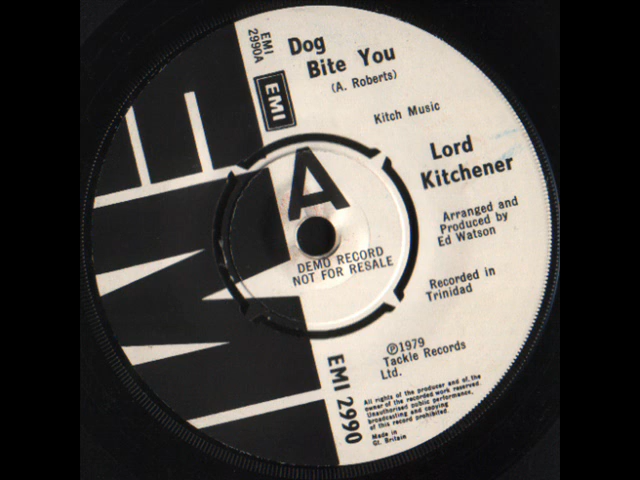 Dog
Bite You
(A. Roberts)
EMI
2990A
EMI
Kitch Music
Lord
Kitchener
A
Arranged and
Produced by
Ed Watson
DEMO RECORD
NOT FOR RESALE
Recorded in
Trinidad
℗1979
Tackle Records
Ltd.
EMI 2990
All rights of the producer and of the
owner of the recorded work reserved.
Unauthorised public performance,
broadcasting and copying
of this record prohibited.
Made in
Gt. Britain
EMI